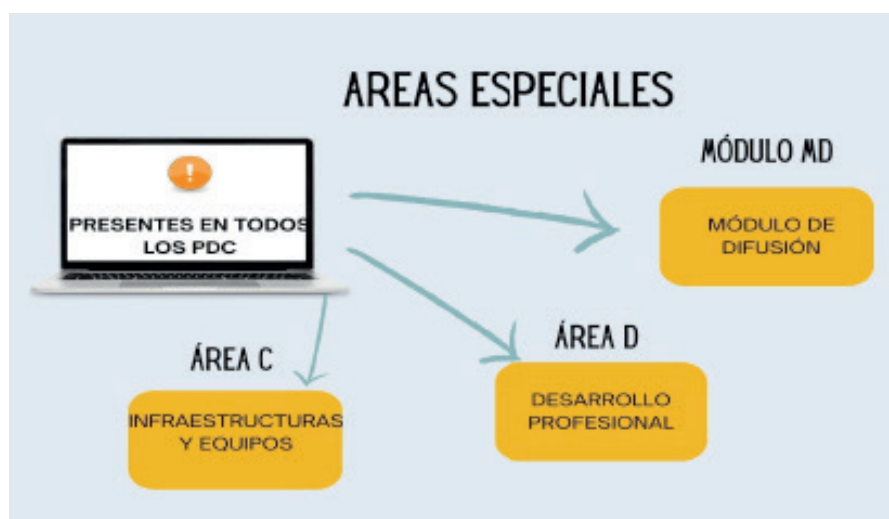 AREAS ESPECIALES
MÓDULO MD
PRESENTES EN TODOS
LOS PDC
MÓDULO DE
DIFUSIÓN
ÁREA C
ÁREA D
INFRAESTRUCTURAS
Y EQUIPOS
DESARROLLO
PROFESIONAL